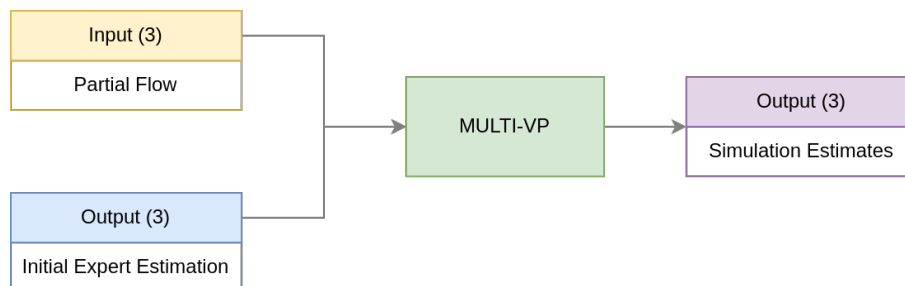 Input (3)
Partial Flow
Output (3)
Initial Expert Estimation
MULTI-VP
Output (3)
Simulation Estimates